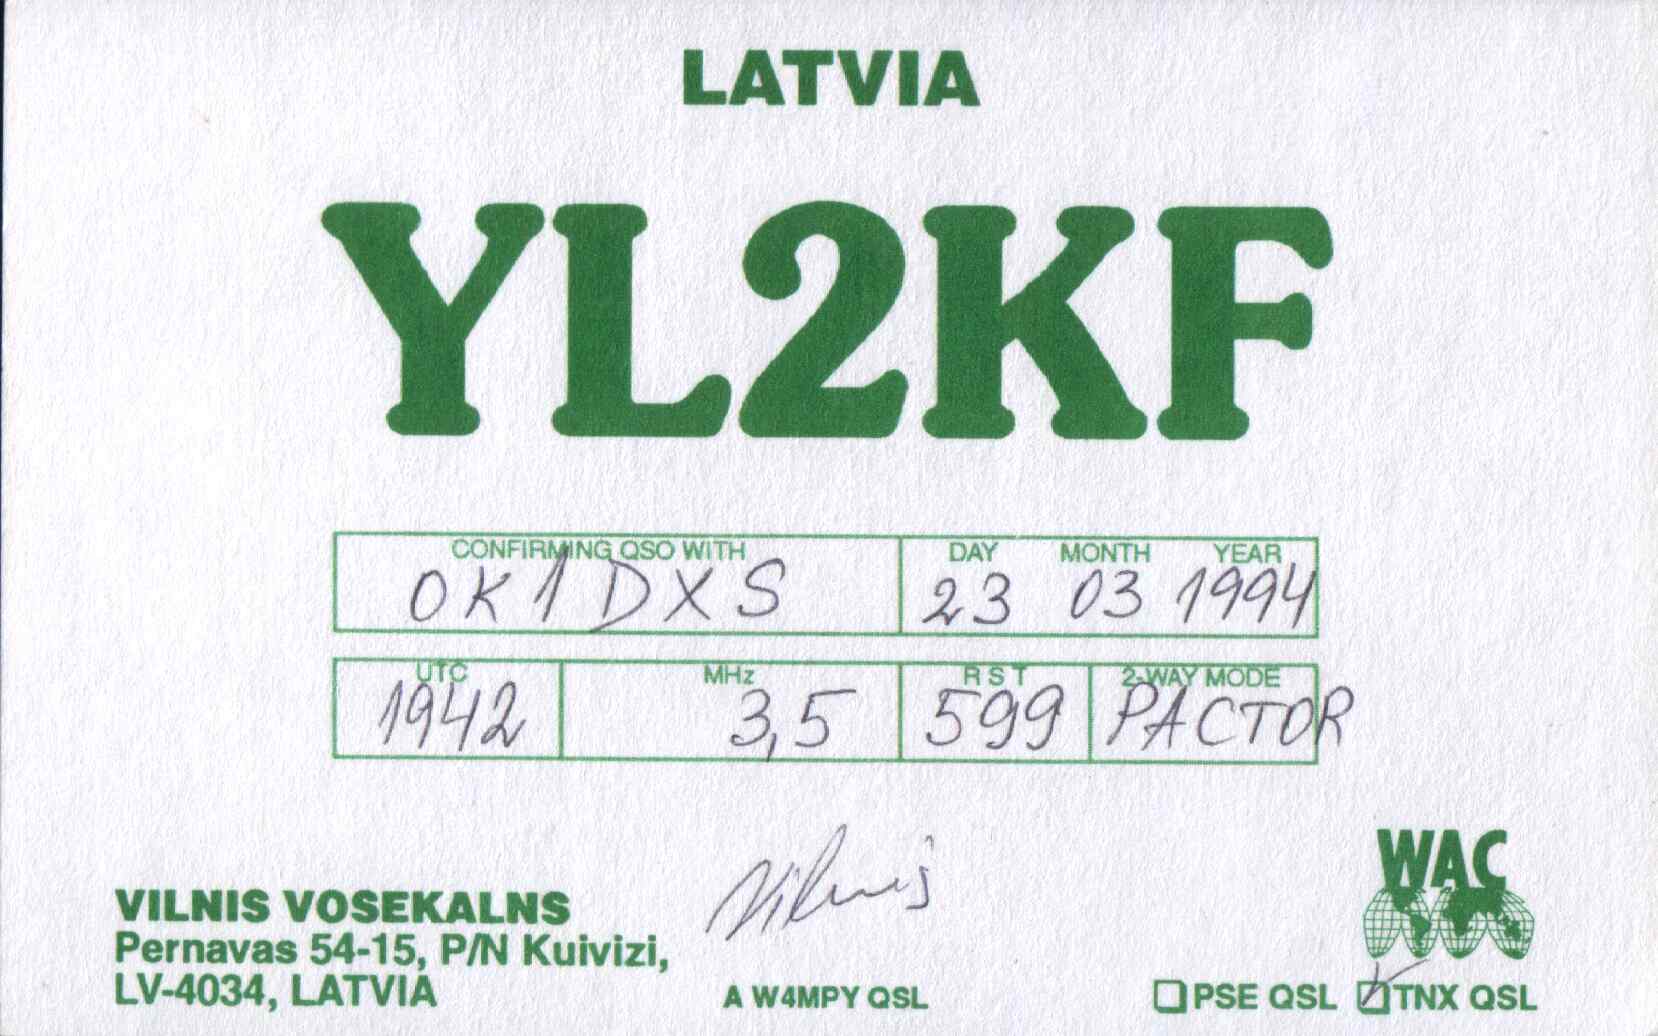 LATVIA
YL2KF
CONFIRMING QSO WITH DAY MONTH YEAR
OK1DXS 23 03 1994
UTC MHz RST 2-WAY MODE
1942 3,5 599 PACTOR
WAC
Vilnis
VILNIS VOSEKALNS
Pernavas 54-15, P/N Kuivizi,
LV-4034, LATVIA
A W4MPY QSL
PSE QSL TNX QSL